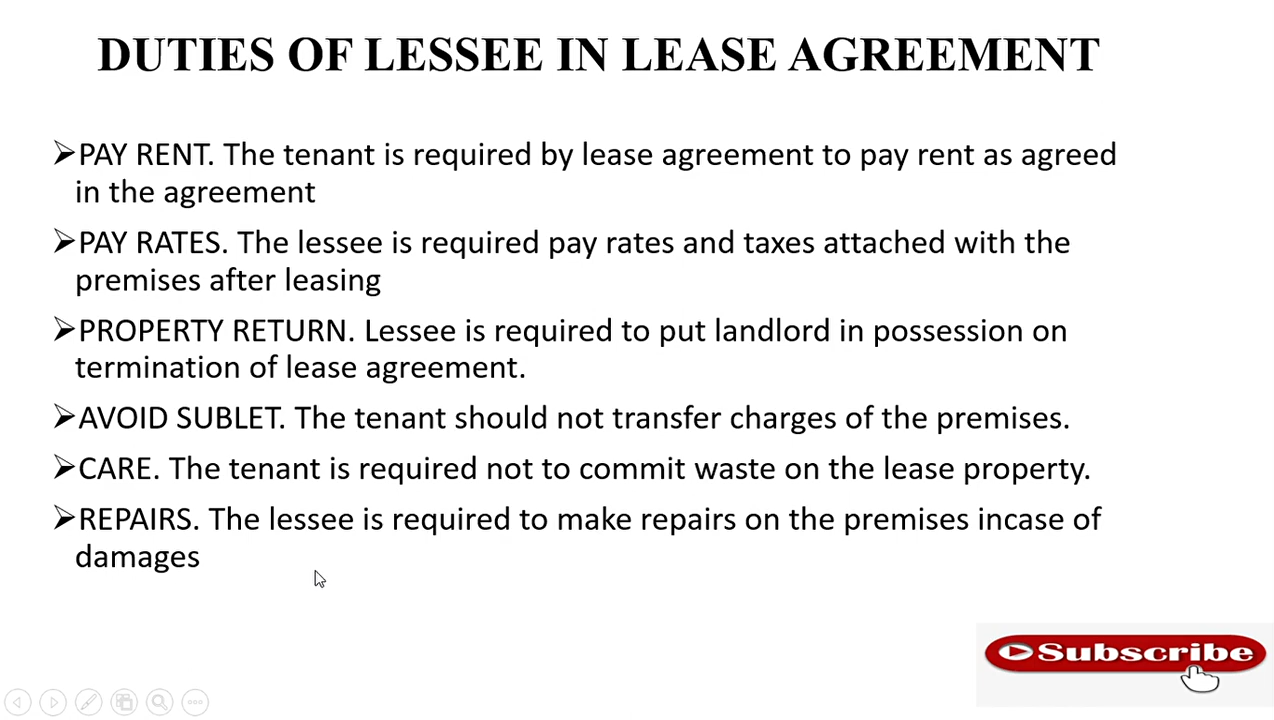 DUTIES OF LESSEE IN LEASE AGREEMENT
➢PAY RENT. The tenant is required by lease agreement to pay rent as agreed
in the agreement
➢PAY RATES. The lessee is required pay rates and taxes attached with the
premises after leasing
➢PROPERTY RETURN. Lessee is required to put landlord in possession on
termination of lease agreement.
➢AVOID SUBLET. The tenant should not transfer charges of the premises.
➢CARE. The tenant is required not to commit waste on the lease property.
➢REPAIRS. The lessee is required to make repairs on the premises incase of
damages
Subscribe